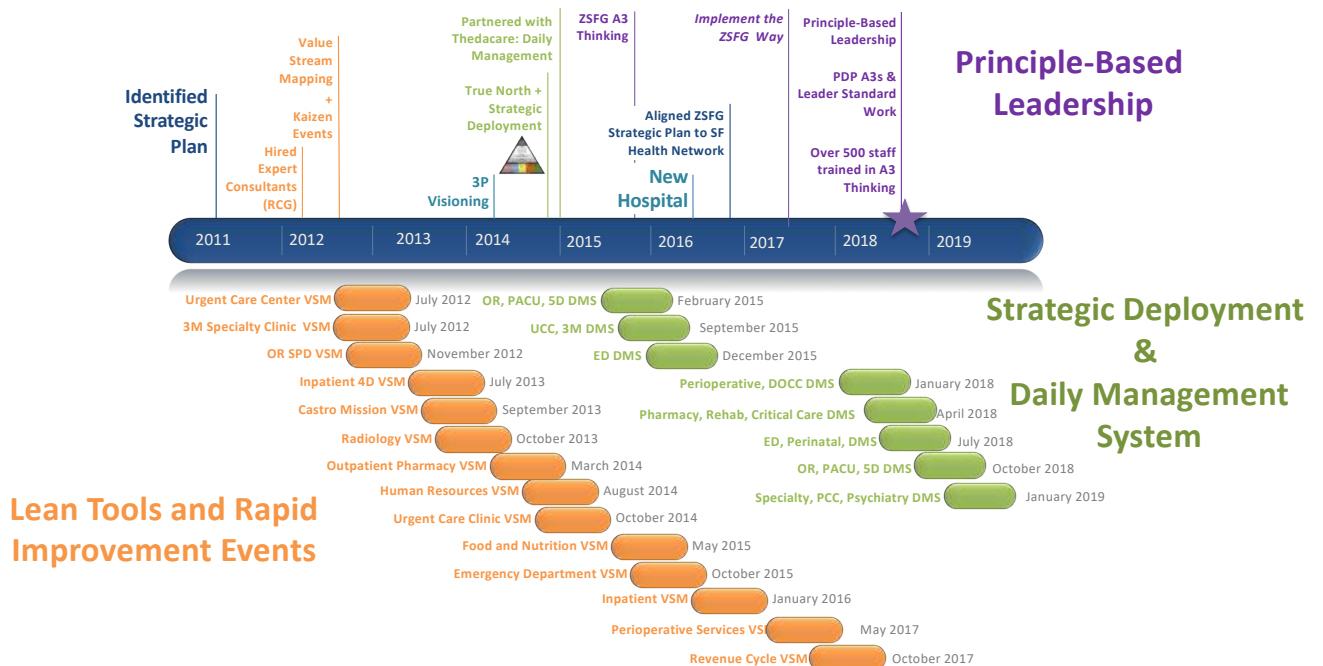 Identified
Strategic
Plan
Value
Stream
Mapping
+
Kaizen
Events
Hired
Expert
Consultants
(RCG)
Partnered with
Thedacare: Daily
Management
True North +
Strategic
Deployment
3P
Visioning
ZSFG A3
Thinking
Aligned ZSFG
Strategic Plan to SF
Health Network
New
Hospital
Implement the
ZSFG Way
Principle-Based
Leadership
PDP A3s &
Leader Standard
Work
Over 500 staff
trained in A3
Thinking
Principle-Based
Leadership
2011
2012
2013
2014
2015
2016
2017
2018
2019
Urgent Care Center VSM July 2012
3M Specialty Clinic VSM July 2012
OR SPD VSM November 2012
Inpatient 4D VSM July 2013
Castro Mission VSM September 2013
Radiology VSM October 2013
Outpatient Pharmacy VSM March 2014
Human Resources VSM August 2014
Urgent Care Clinic VSM October 2014
Food and Nutrition VSM May 2015
Emergency Department VSM October 2015
Inpatient VSM January 2016
Perioperative Services VS May 2017
Revenue Cycle VSM October 2017
OR, PACU, 5D DMS February 2015
UCC, 3M DMS September 2015
ED DMS December 2015
Perioperative, DOCC DMS January 2018
Pharmacy, Rehab, Critical Care DMS April 2018
ED, Perinatal, DMS July 2018
OR, PACU, 5D DMS October 2018
Specialty, PCC, Psychiatry DMS January 2019
Strategic Deployment
&
Daily Management
System
Lean Tools and Rapid
Improvement Events